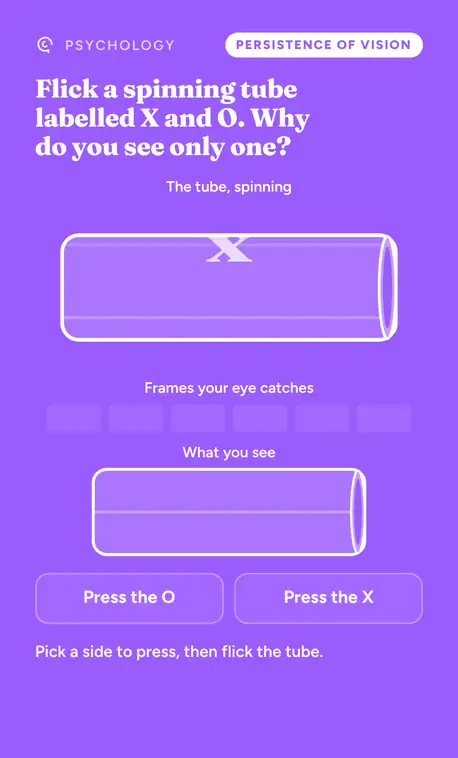 PSYCHOLOGY
PERSISTENCE OF VISION
Flick a spinning tube
labelled X and O. Why
do you see only one?
The tube, spinning
X
Frames your eye catches
What you see
Press the O
Press the X
Pick a side to press, then flick the tube.